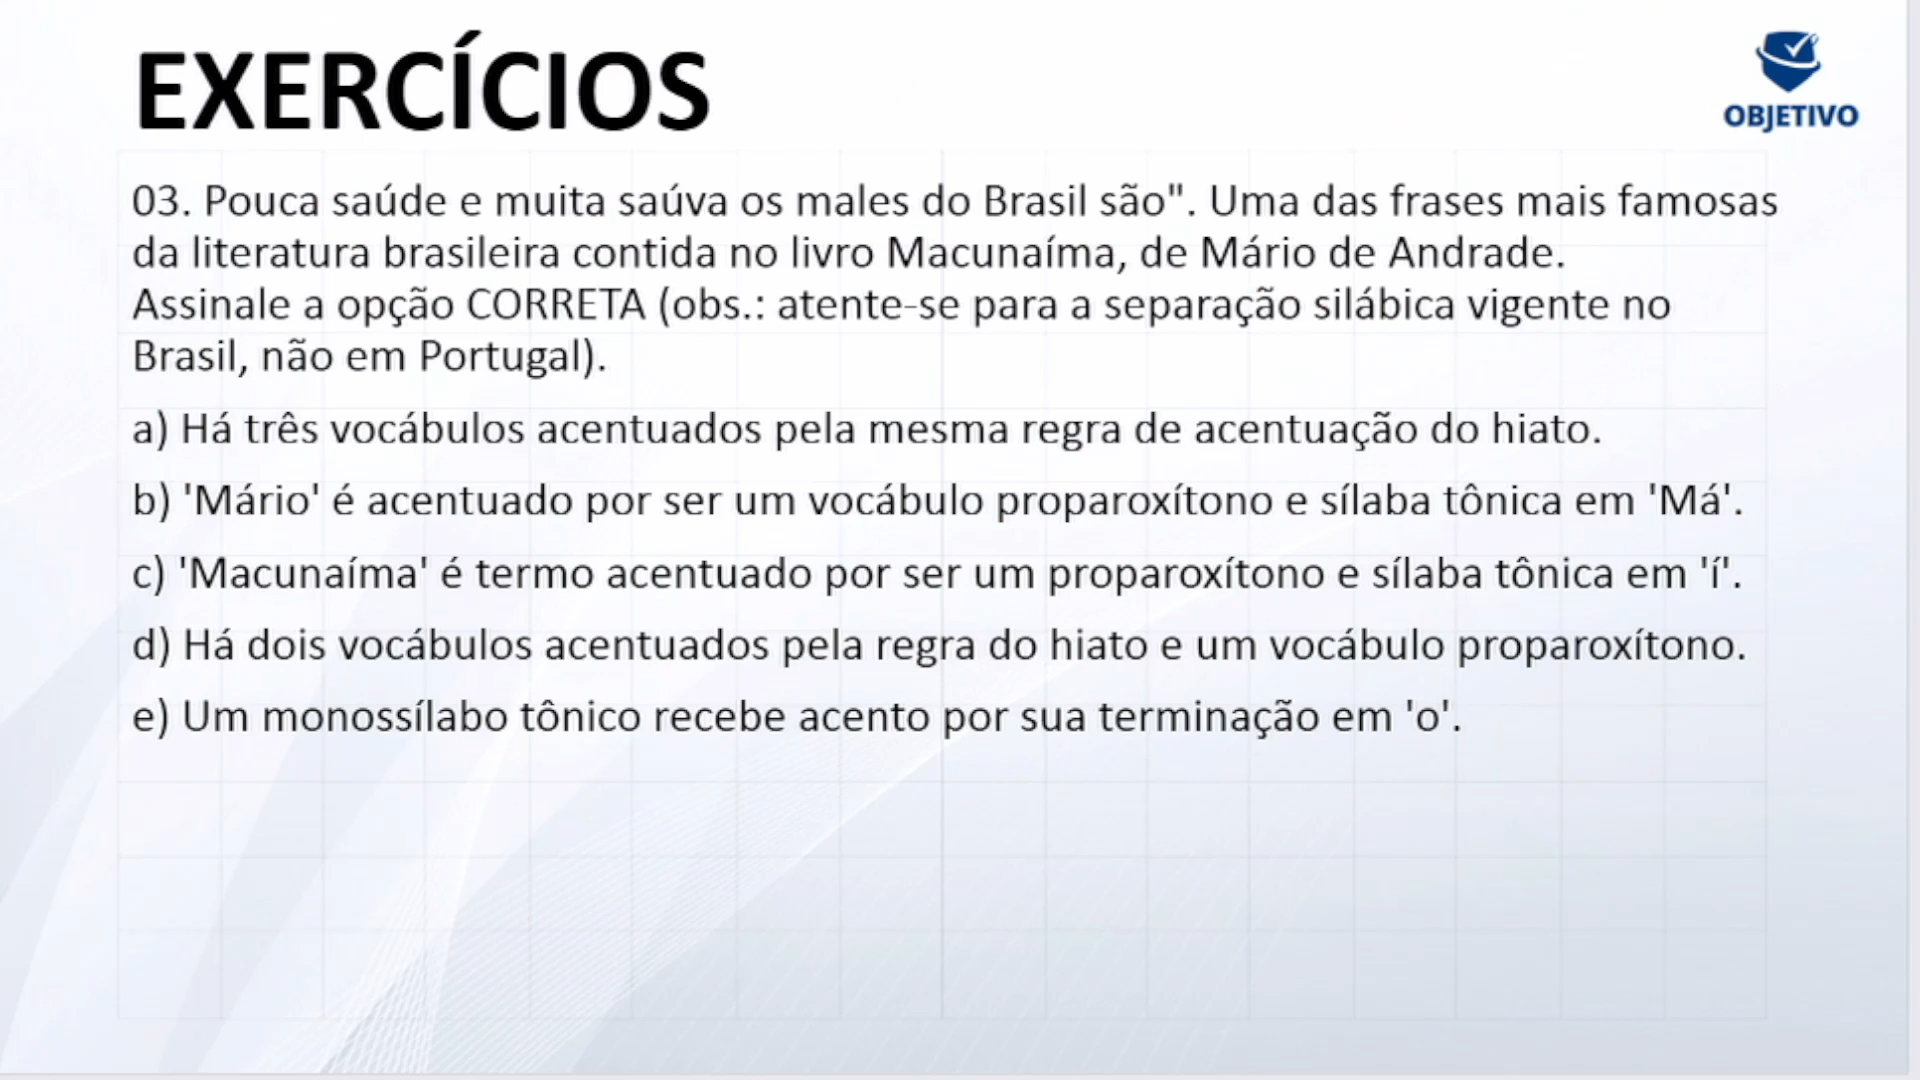 EXERCÍCIOS
OBJETIVO
03. Pouca saúde e muita saúva os males do Brasil são". Uma das frases mais famosas
da literatura brasileira contida no livro Macunaíma, de Mário de Andrade.
Assinale a opção CORRETA (obs.: atente-se para a separação silábica vigente no
Brasil, não em Portugal).
a) Há três vocábulos acentuados pela mesma regra de acentuação do hiato.
b) 'Mário' é acentuado por ser um vocábulo proparoxítono e sílaba tônica em 'Má'.
c) 'Macunaíma' é termo acentuado por ser um proparoxítono e sílaba tônica em 'í'.
d) Há dois vocábulos acentuados pela regra do hiato e um vocábulo proparoxítono.
e) Um monossílabo tônico recebe acento por sua terminação em 'o'.